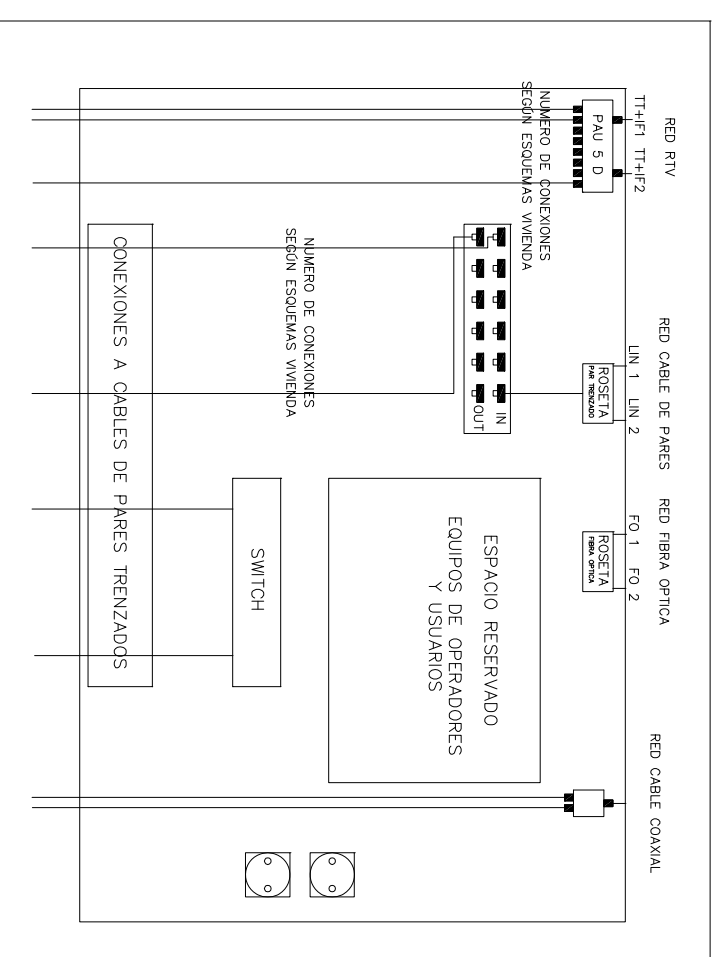 RED RTV
TT+IF1 TT+IF2
PAU 5 D
NUMERO DE CONEXIONES
SEGÚN ESQUEMAS VIVIENDA
RED CABLE DE PARES
LIN 1 LIN 2
ROSETA
PAR TRENZADO
IN
OUT
NUMERO DE CONEXIONES
SEGÚN ESQUEMAS VIVIENDA
RED FIBRA OPTICA
FO 1 FO 2
ROSETA
FIBRA OPTICA
ESPACIO RESERVADO
EQUIPOS DE OPERADORES
Y USUARIOS
SWITCH
CONEXIONES A CABLES DE PARES TRENZADOS
RED CABLE COAXIAL